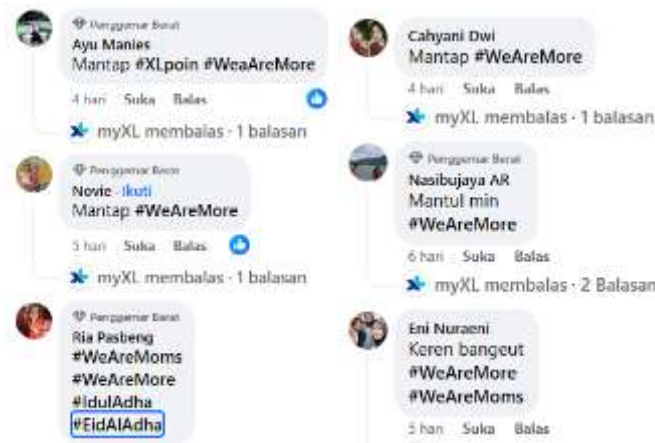 Penggemar Berat
Ayu Manies
Mantap #XLpoin #WeaAreMore
4 hari Suka Balas
myXL membalas · 1 balasan
Penggemar Berat
Novie · Ikuti
Mantap #WeAreMore
5 hari Suka Balas
myXL membalas · 1 balasan
Penggemar Berat
Ria Pasbeng
#WeAreMoms
#WeAreMore
#IdulAdha
#EidAlAdha
Cahyani Dwi
Mantap #WeAreMore
4 hari Suka Balas
myXL membalas · 1 balasan
Penggemar Berat
Nasibujaya AR
Mantul min
#WeAreMore
6 hari Suka Balas
myXL membalas · 2 Balasan
Eni Nuraeni
Keren bangeut
#WeAreMore
#WeAreMoms
5 hari Suka Balas